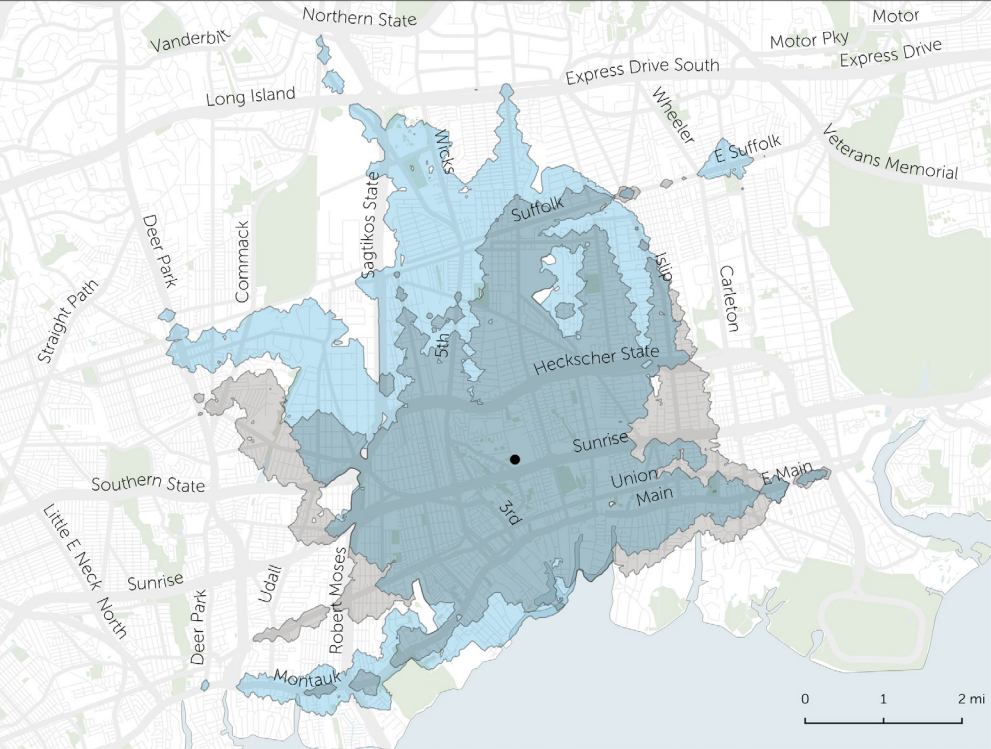 Northern State
Motor
Vanderbilt
Motor Pky
Express Drive
Express Drive South
Long Island
Wheeler
Wicks
E Suffolk
Veterans Memorial
Suffolk
Sagtikos State
Deer Park
Commack
Islip
Carleton
Straight Path
5th
Heckscher State
Sunrise
Southern State
Union
E Main
Main
3rd
Little E Neck
North
Sunrise
Udall
Robert Moses
Deer Park
Montauk
0 1 2 mi